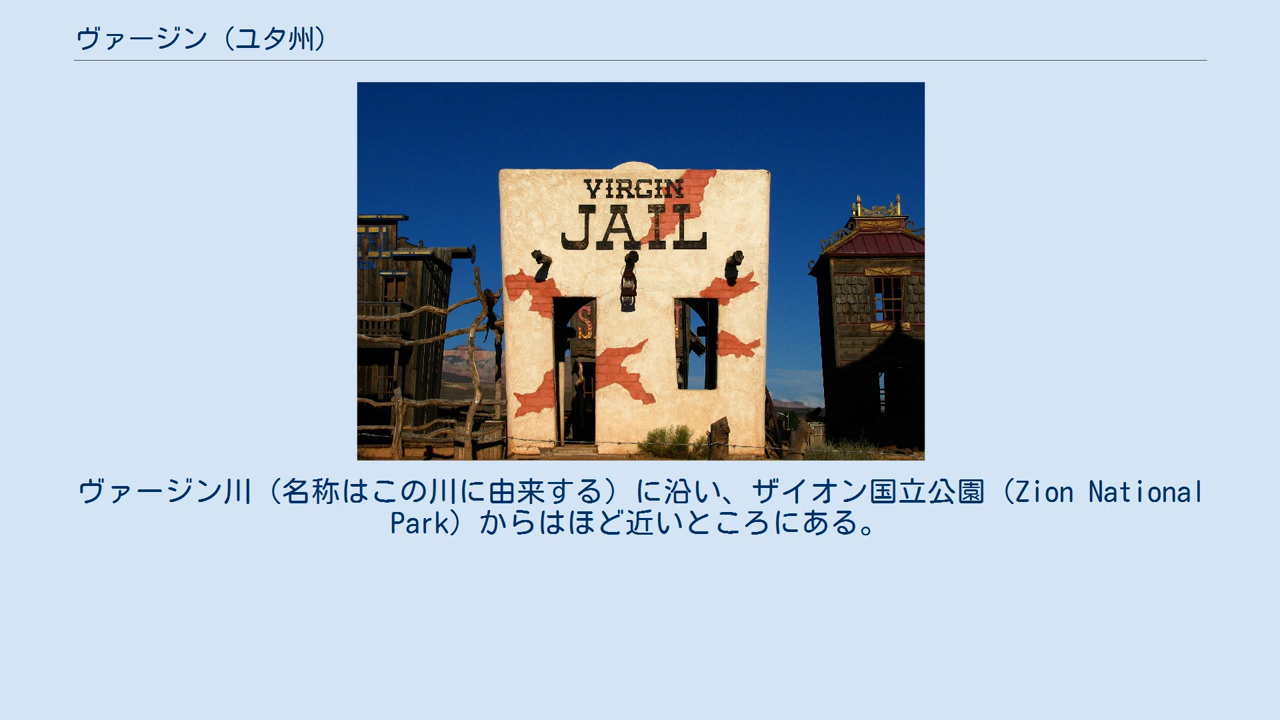 ヴァージン（ユタ州）
VIRGIN
JAIL
ヴァージン川（名称はこの川に由来する）に沿い、ザイオン国立公園（Zion National
Park）からはほど近いところにある。